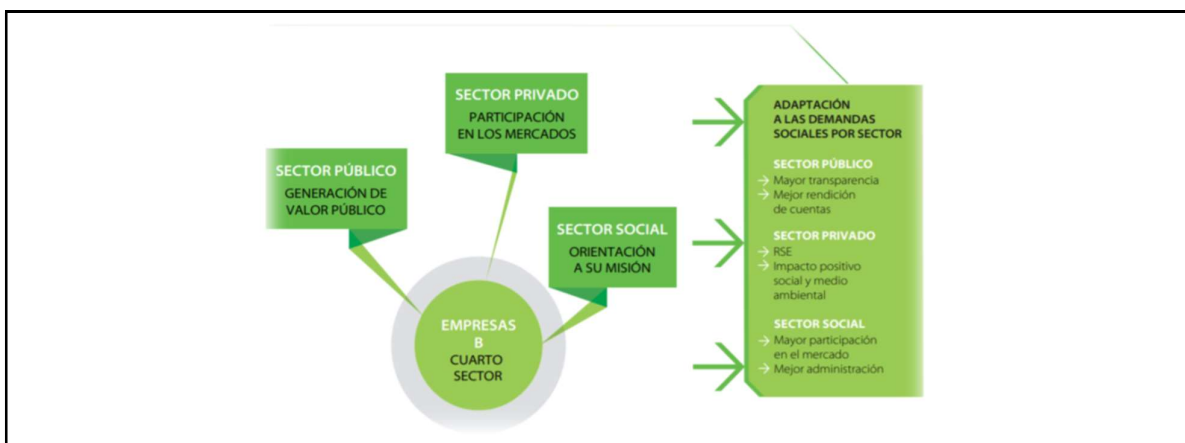 SECTOR PRIVADO
PARTICIPACIÓN
EN LOS MERCADOS
SECTOR PÚBLICO
GENERACIÓN DE
VALOR PÚBLICO
SECTOR SOCIAL
ORIENTACIÓN
A SU MISIÓN
EMPRESAS
B
CUARTO
SECTOR
ADAPTACIÓN
A LAS DEMANDAS
SOCIALES POR SECTOR
SECTOR PÚBLICO
→ Mayor transparencia
→ Mejor rendición
de cuentas
SECTOR PRIVADO
→ RSE
→ Impacto positivo
social y medio
ambiental
SECTOR SOCIAL
→ Mayor participación
en el mercado
→ Mejor administración